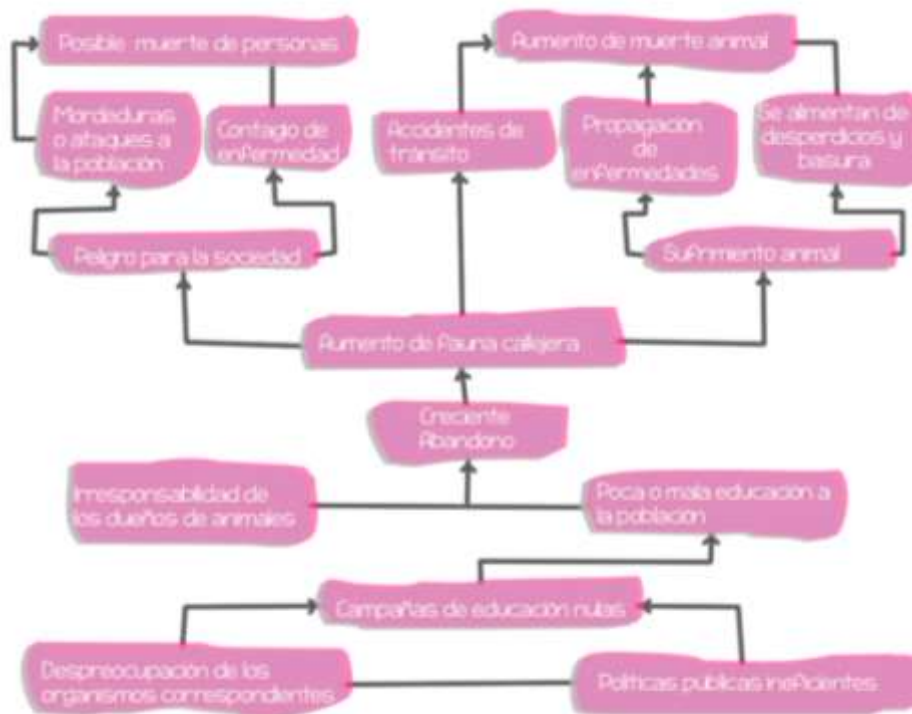 Posible muerte de personas
Aumento de muerte animal
Mordeduras
o ataques a
la población
Contagio de
enfermedad
Accidentes de
tránsito
Propagación
de
enfermedades
Se alimentan de
desperdicos y
basura
Peligro para la sociedad
Sufrimiento animal
Aumento de fauna callejera
Creciente
Abandono
Irresponsabilidad de
los dueños de animales
Poca o mala educación a
la población
Campañas de educación nulas
Despreocupación de los
organismos correspondientes
Políticas publicas ineficientes